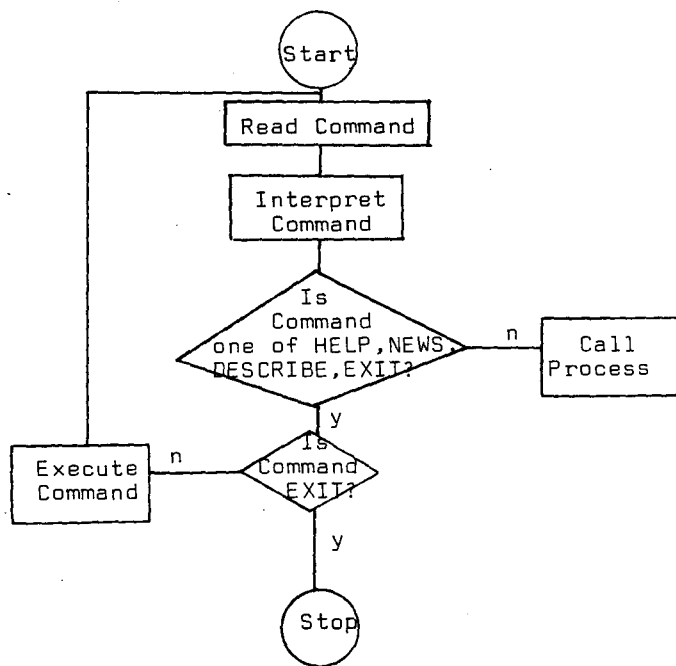 Start
Read Command
Interpret
Command
Is
Command
one of HELP,NEWS,
DESCRIBE,EXIT?
n
Call
Process
y
Is
Command
EXIT?
n
Execute
Command
y
Stop